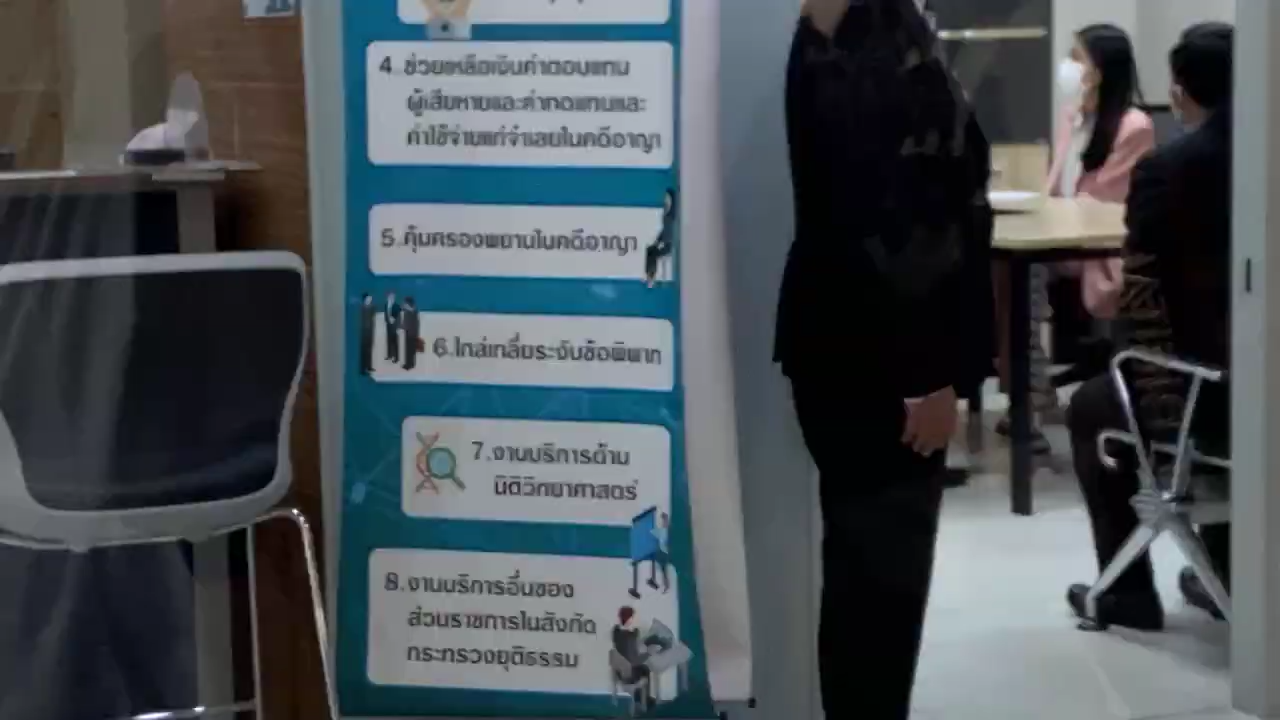 4.ช่วยเหลือเงินค่าตอบแทน
ผู้เสียหายและค่าทดแทนและ
ค่าใช้จ่ายแก่จำเลยในคดีอาญา
5.คุ้มครองพยานในคดีอาญา
6.ไกล่เกลี่ยระงับข้อพิพาท
7.งานบริการด้าน
นิติวิทยาศาสตร์
8.งานบริการอื่นของ
ส่วนราชการในสังกัด
กระทรวงยุติธรรม